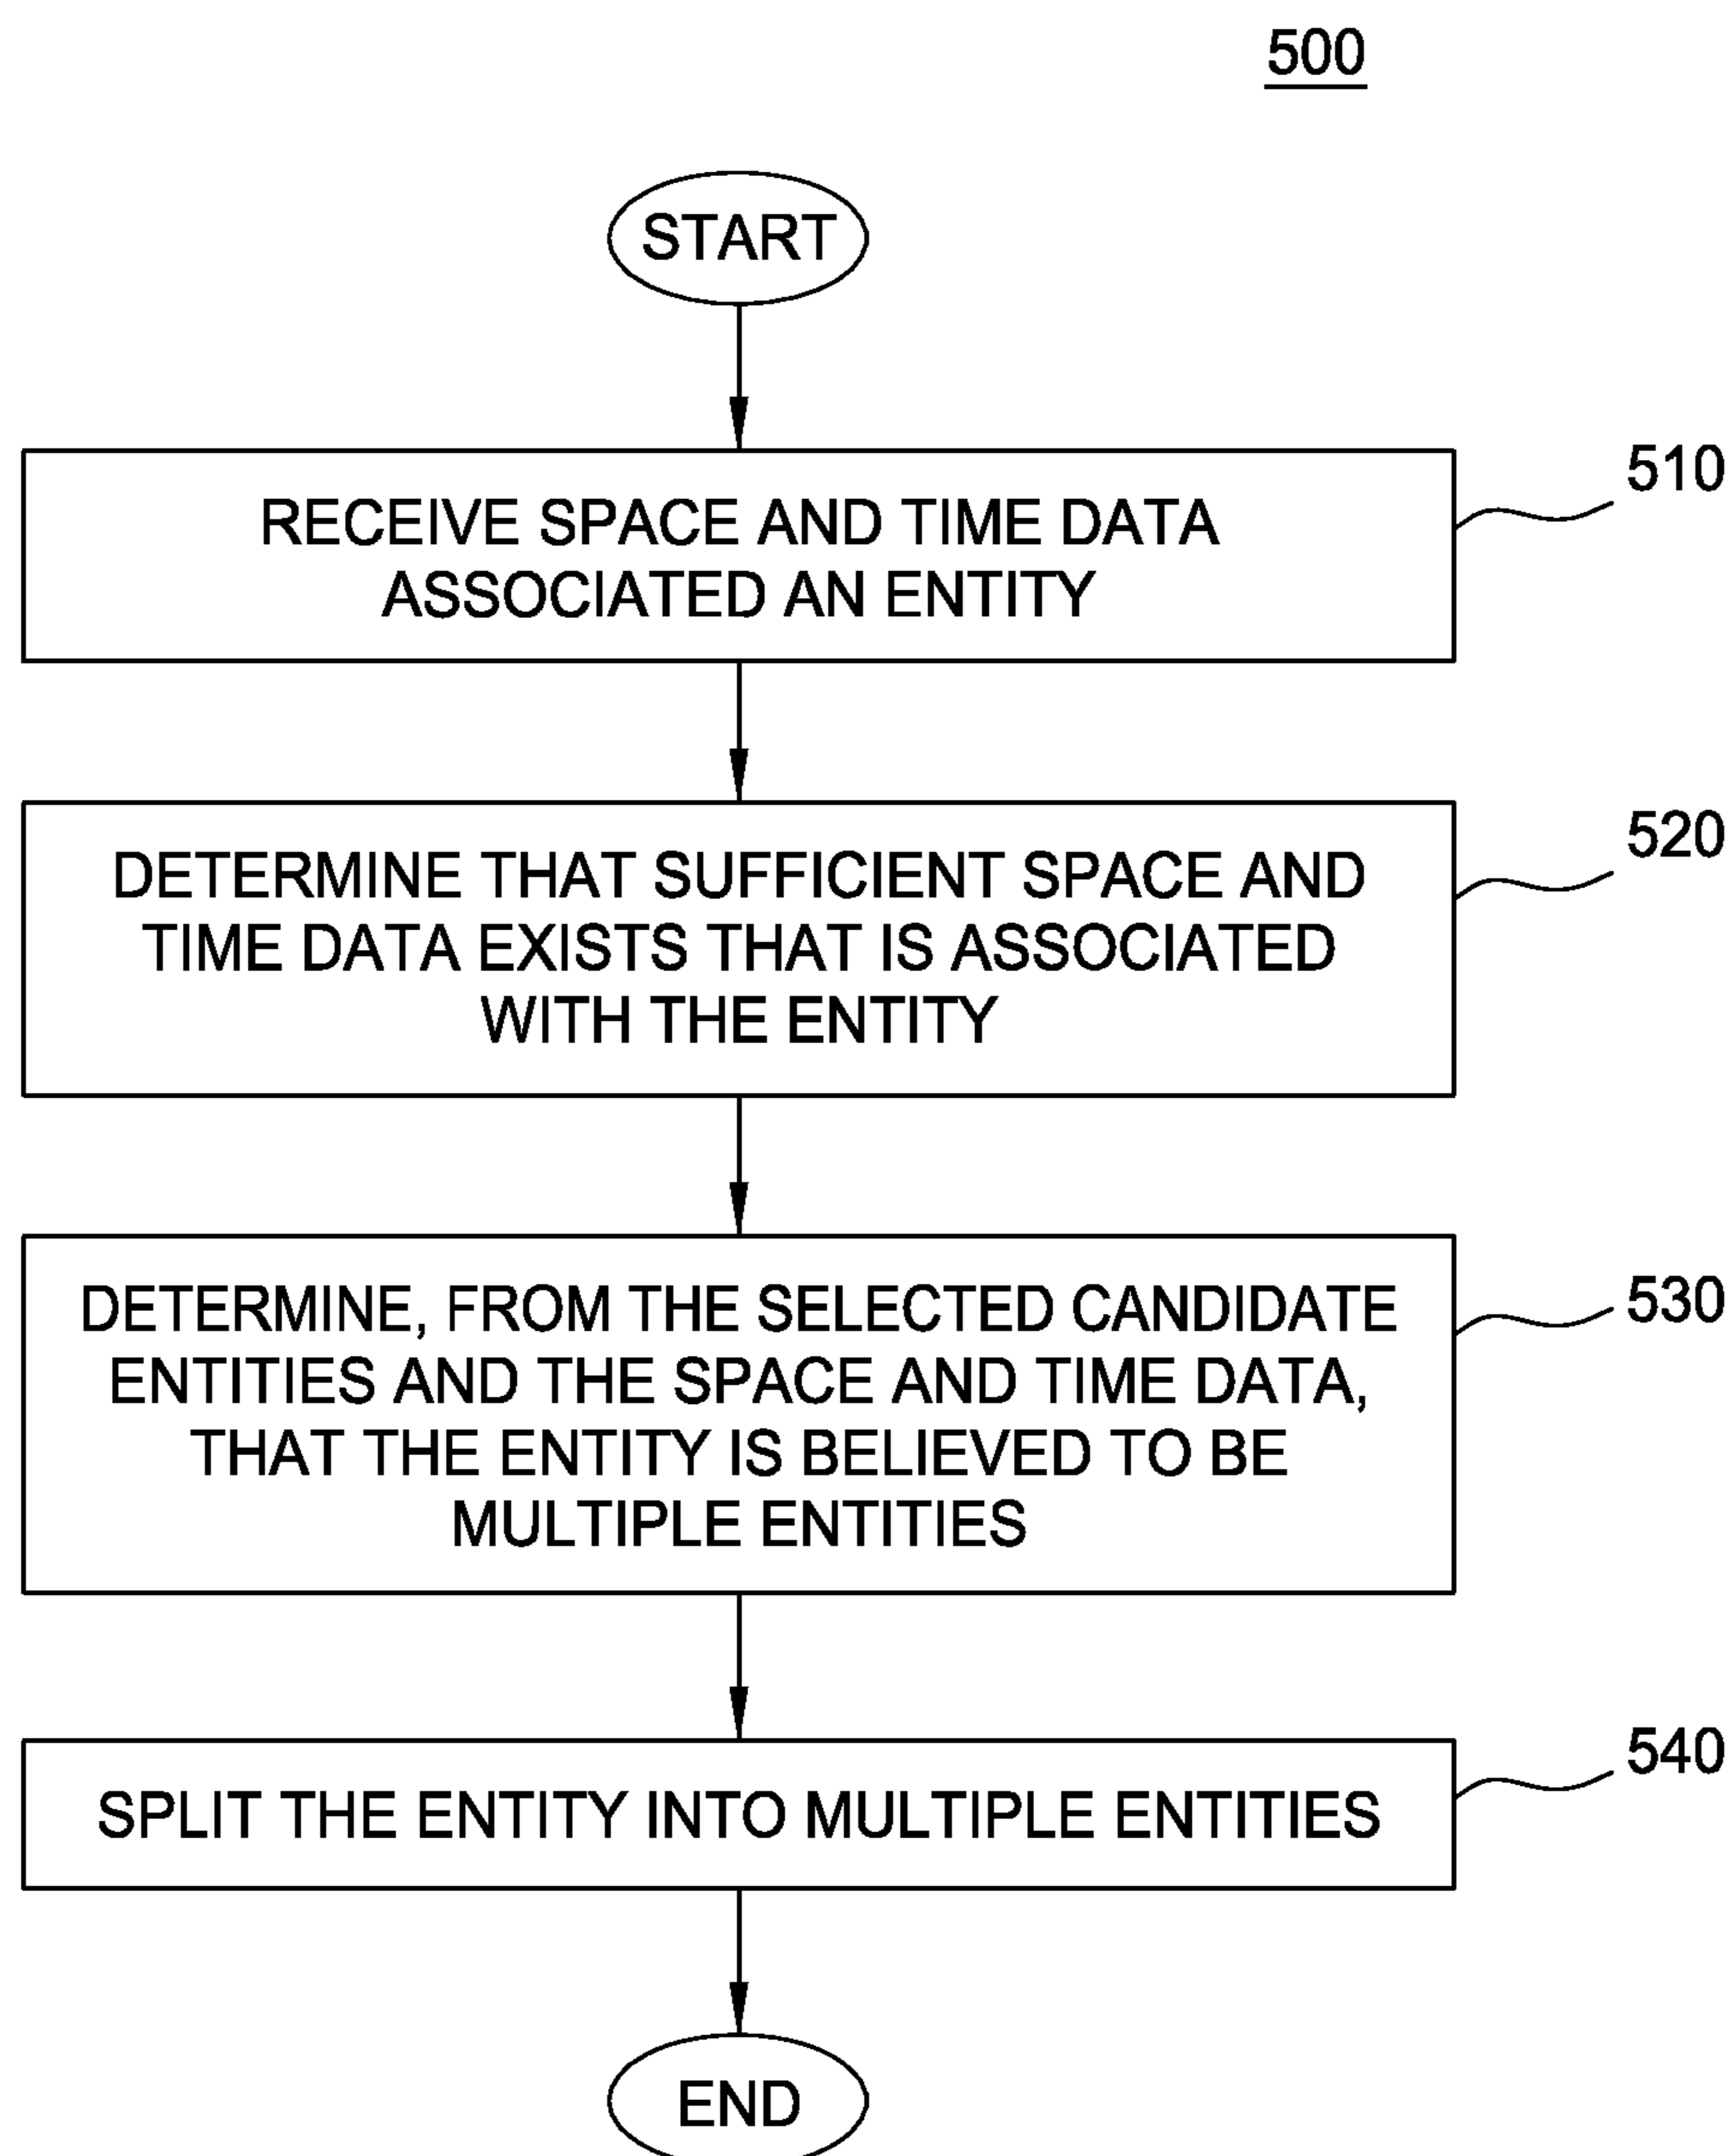 500
START
RECEIVE SPACE AND TIME DATA
ASSOCIATED AN ENTITY
510
DETERMINE THAT SUFFICIENT SPACE AND
TIME DATA EXISTS THAT IS ASSOCIATED
WITH THE ENTITY
520
DETERMINE, FROM THE SELECTED CANDIDATE
ENTITIES AND THE SPACE AND TIME DATA,
THAT THE ENTITY IS BELIEVED TO BE
MULTIPLE ENTITIES
530
SPLIT THE ENTITY INTO MULTIPLE ENTITIES
540
END